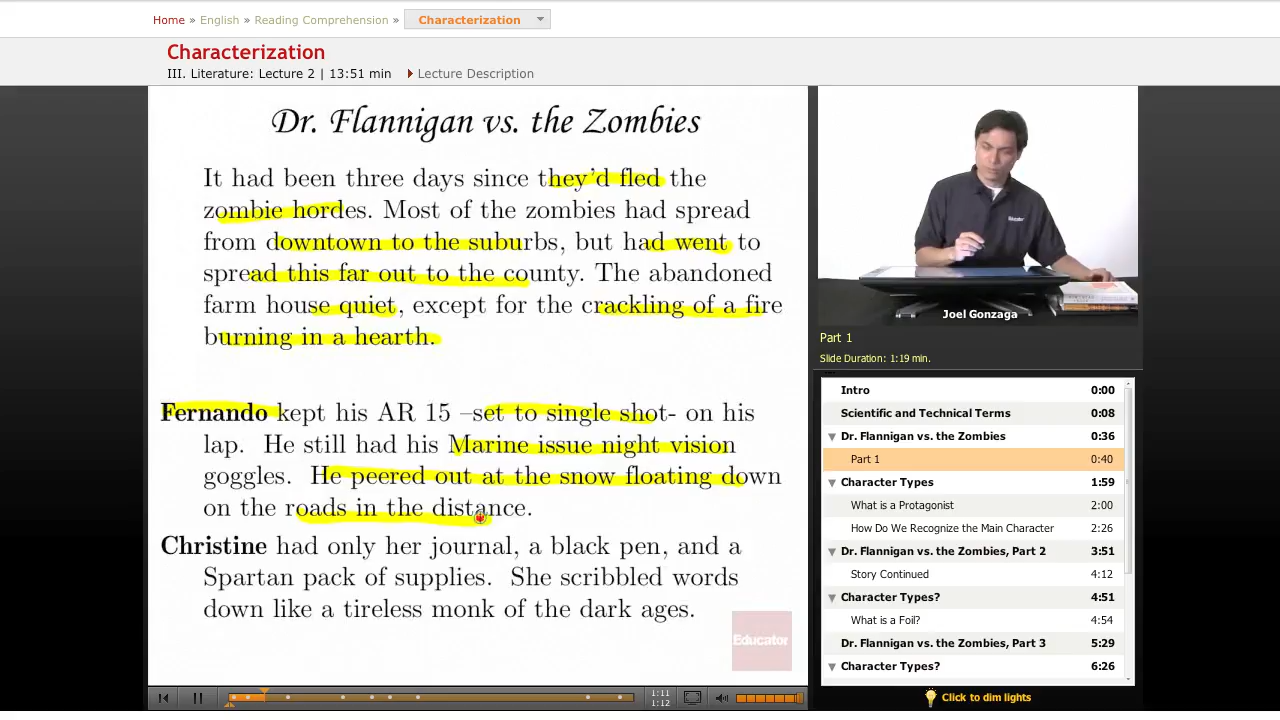 Home » English » Reading Comprehension » Characterization
Characterization
III. Literature: Lecture 2 | 13:51 min Lecture Description
Dr. Flannigan vs. the Zombies
It had been three days since they'd fled the
zombie hordes. Most of the zombies had spread
from downtown to the suburbs, but had went to
spread this far out to the county. The abandoned
farm house quiet, except for the crackling of a fire
burning in a hearth.
Fernando kept his AR 15 –set to single shot- on his
lap. He still had his Marine issue night vision
goggles. He peered out at the snow floating down
on the roads in the distance.
Christine had only her journal, a black pen, and a
Spartan pack of supplies. She scribbled words
down like a tireless monk of the dark ages.
Educator
1:11
1:12
Educator
Joel Gonzaga
Part 1
Slide Duration: 1:19 min.
Intro 0:00
Scientific and Technical Terms 0:08
Dr. Flannigan vs. the Zombies 0:36
Part 1 0:40
Character Types 1:59
What is a Protagonist 2:00
How Do We Recognize the Main Character 2:26
Dr. Flannigan vs. the Zombies, Part 2 3:51
Story Continued 4:12
Character Types? 4:51
What is a Foil? 4:54
Dr. Flannigan vs. the Zombies, Part 3 5:29
Character Types? 6:26
Click to dim lights